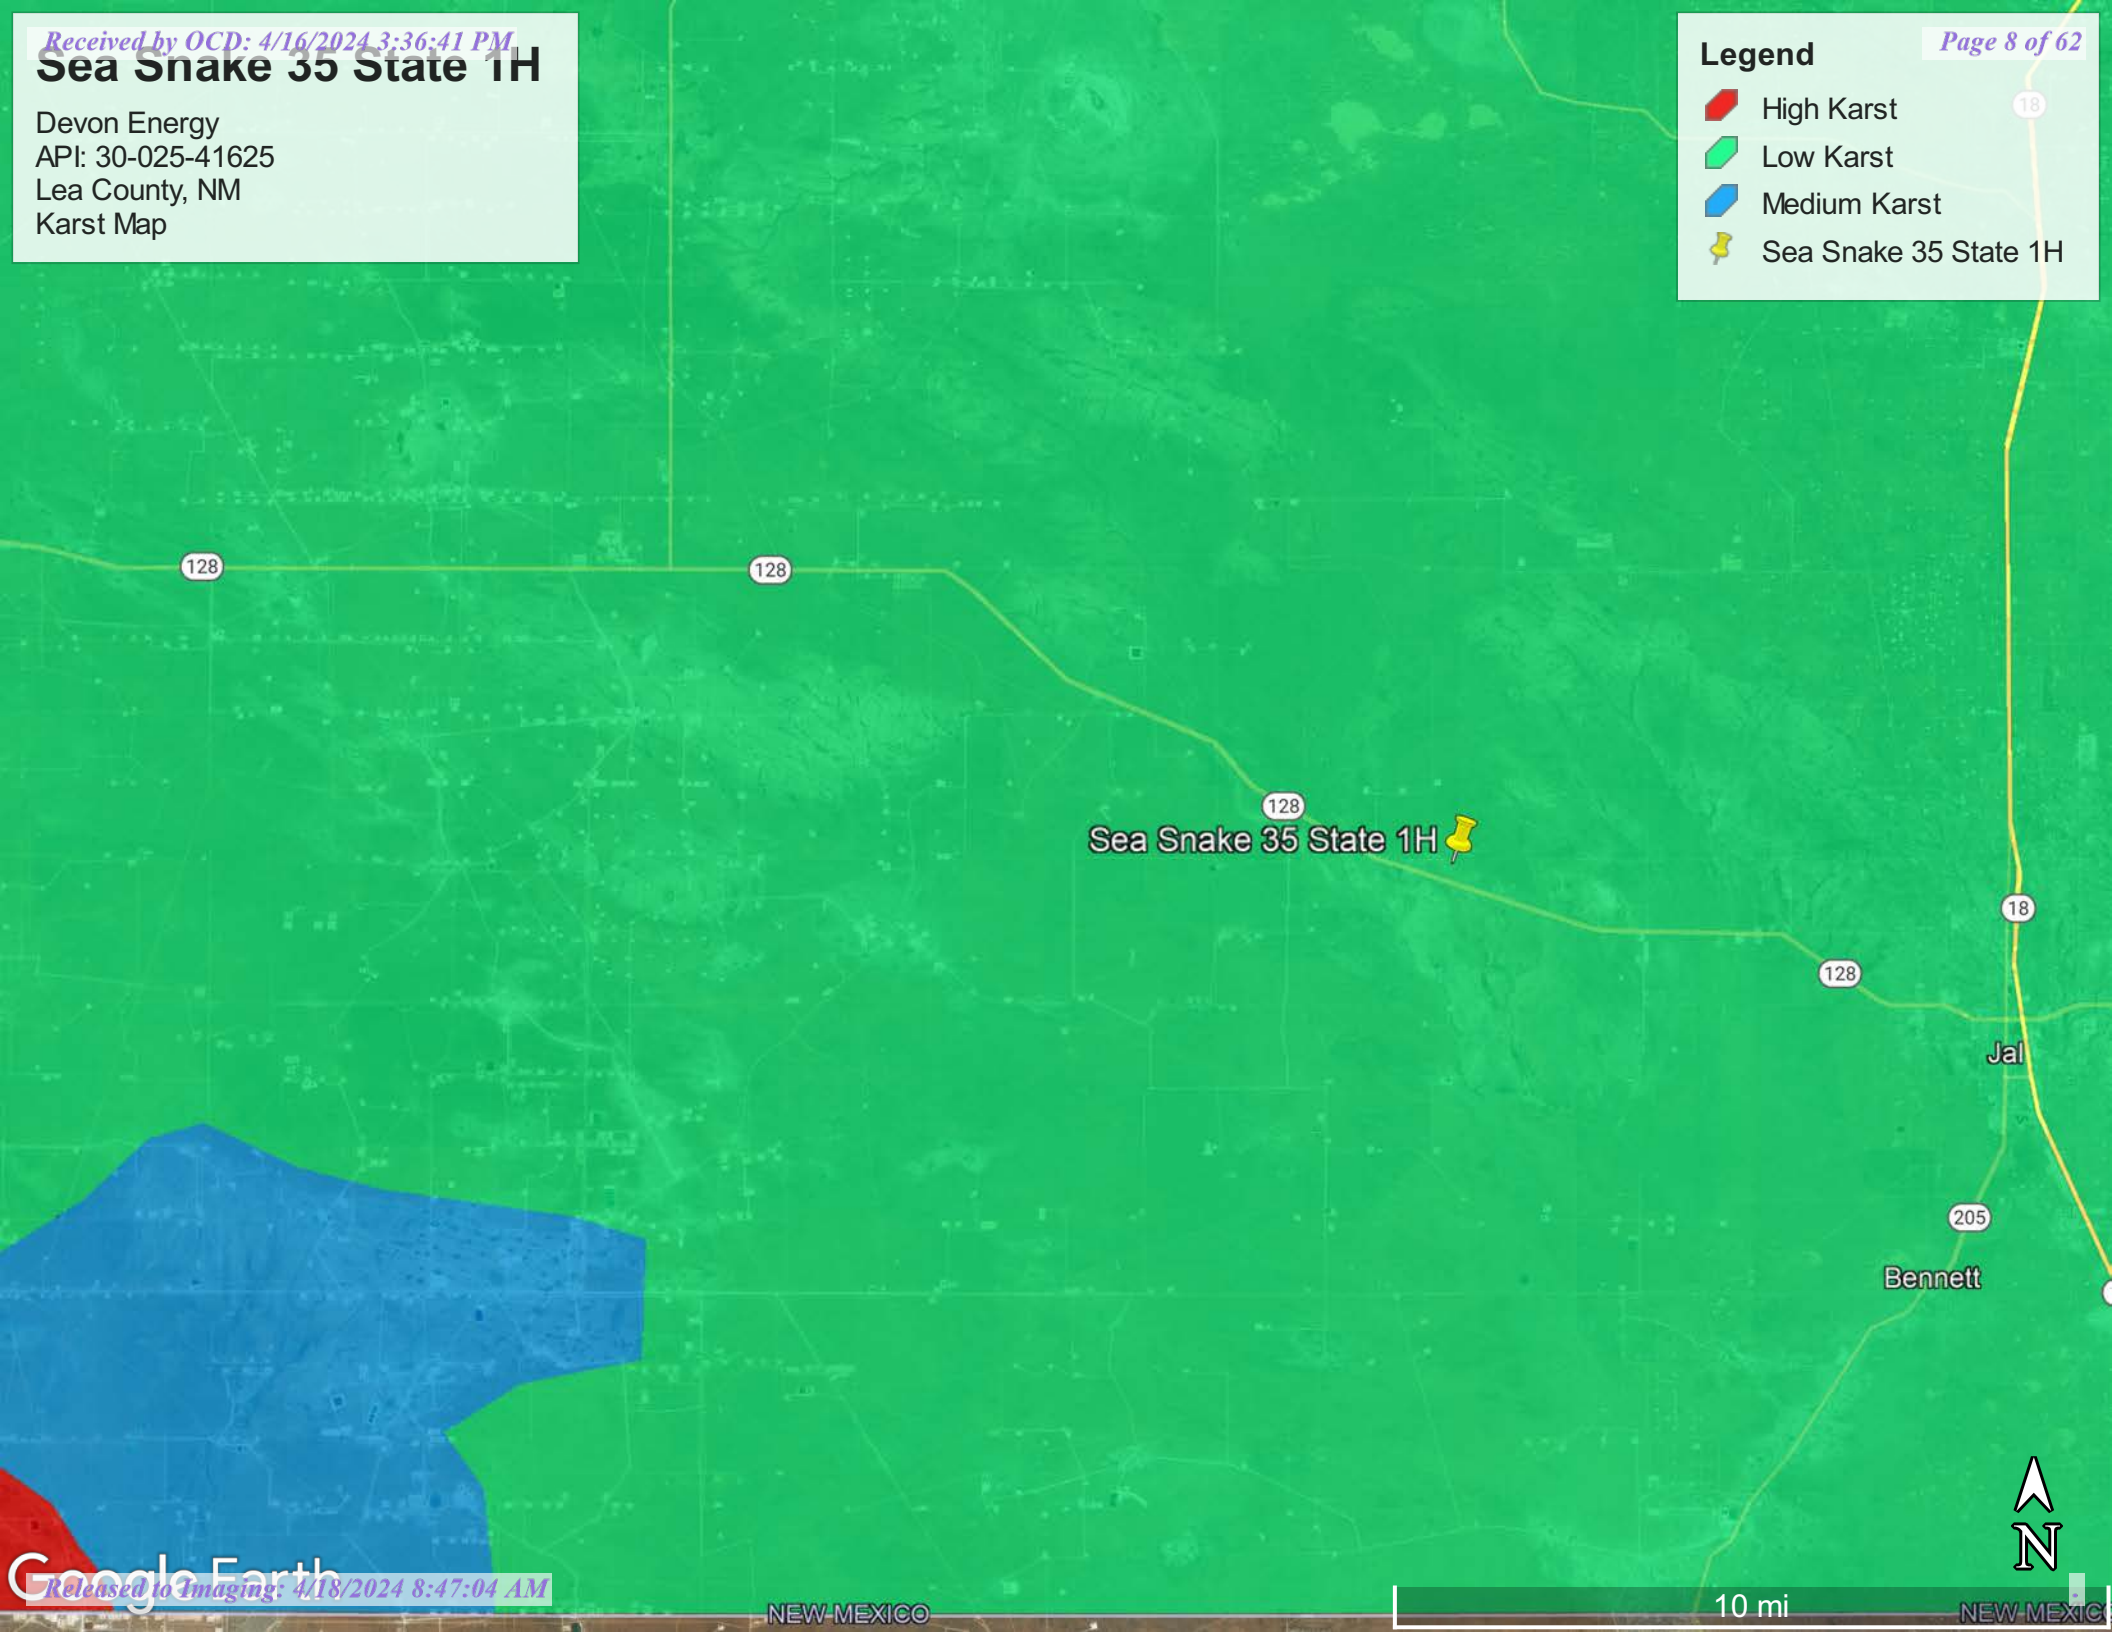 Received by OCD: 4/16/2024 3:36:41 PM
Page 8 of 62
Sea Snake 35 State 1H
Devon Energy
API: 30-025-41625
Lea County, NM
Karst Map
Legend
High Karst
Low Karst
Medium Karst
Sea Snake 35 State 1H
18
128
128
128
Sea Snake 35 State 1H
18
128
Jal
205
Bennett
N
Google Earth
Released to Imaging: 4/18/2024 8:47:04 AM
10 mi
NEW MEXICO
NEW MEXICO